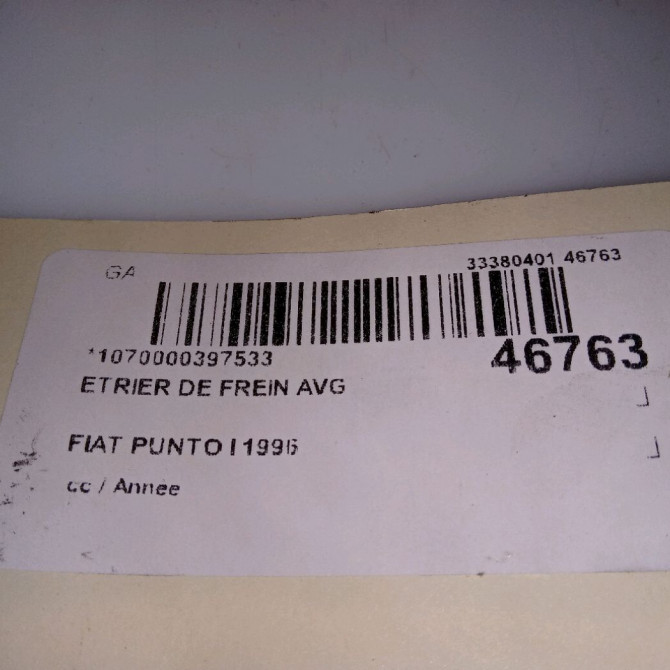 GA 33380401 46763
*1070000397533 46763
ETRIER DE FREIN AVG
FIAT PUNTO I 1996
cc / Annee